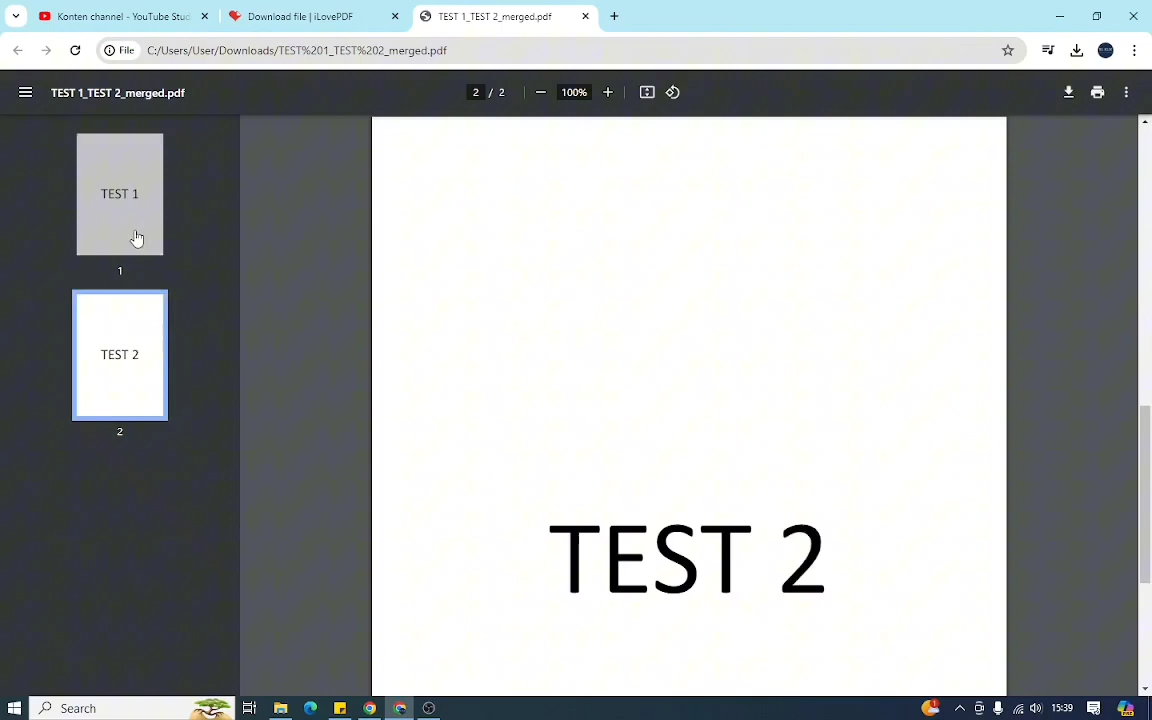 Konten channel - YouTube Stud
Download file | iLovePDF
TEST 1_TEST 2_merged.pdf
File
C:/Users/User/Downloads/TEST%201_TEST%202_merged.pdf
TEST 1_TEST 2_merged.pdf
2 / 2
100%
TEST 1
1
TEST 2
2
TEST 2
Search
1
15:39